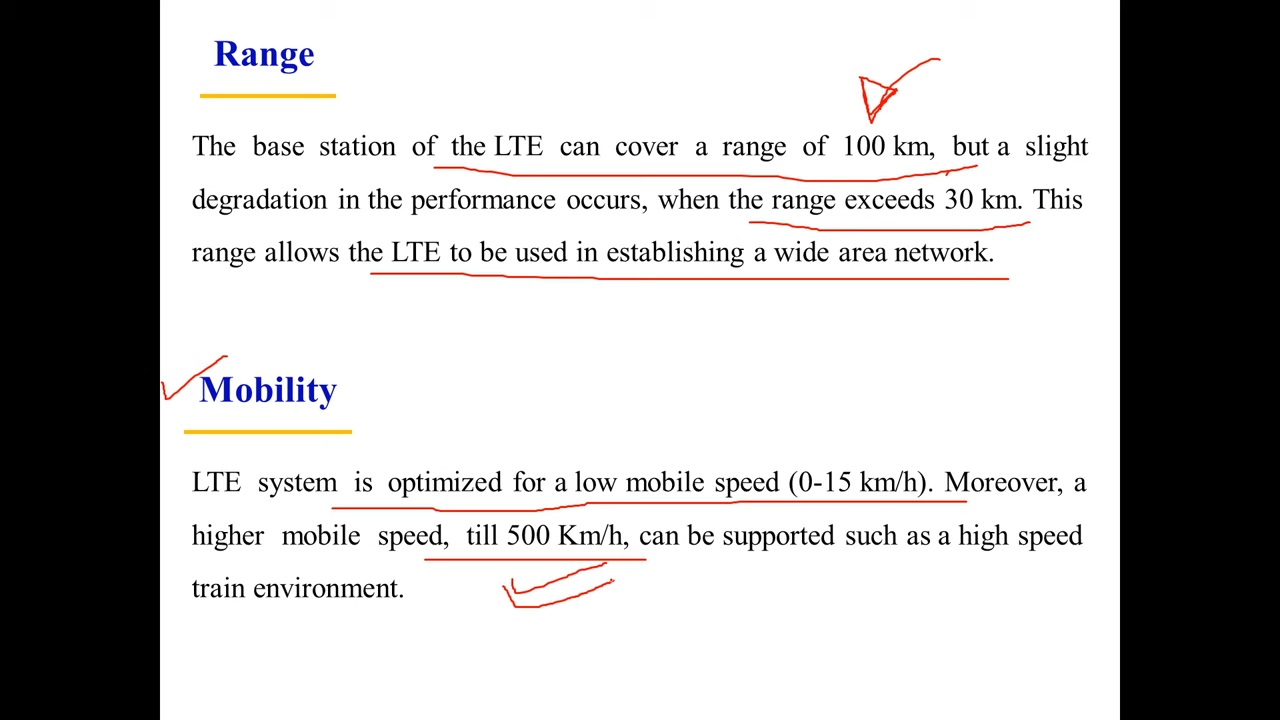 Range
The base station of the LTE can cover a range of 100 km, but a slight
degradation in the performance occurs, when the range exceeds 30 km. This
range allows the LTE to be used in establishing a wide area network.
Mobility
LTE system is optimized for a low mobile speed (0-15 km/h). Moreover, a
higher mobile speed, till 500 Km/h, can be supported such as a high speed
train environment.